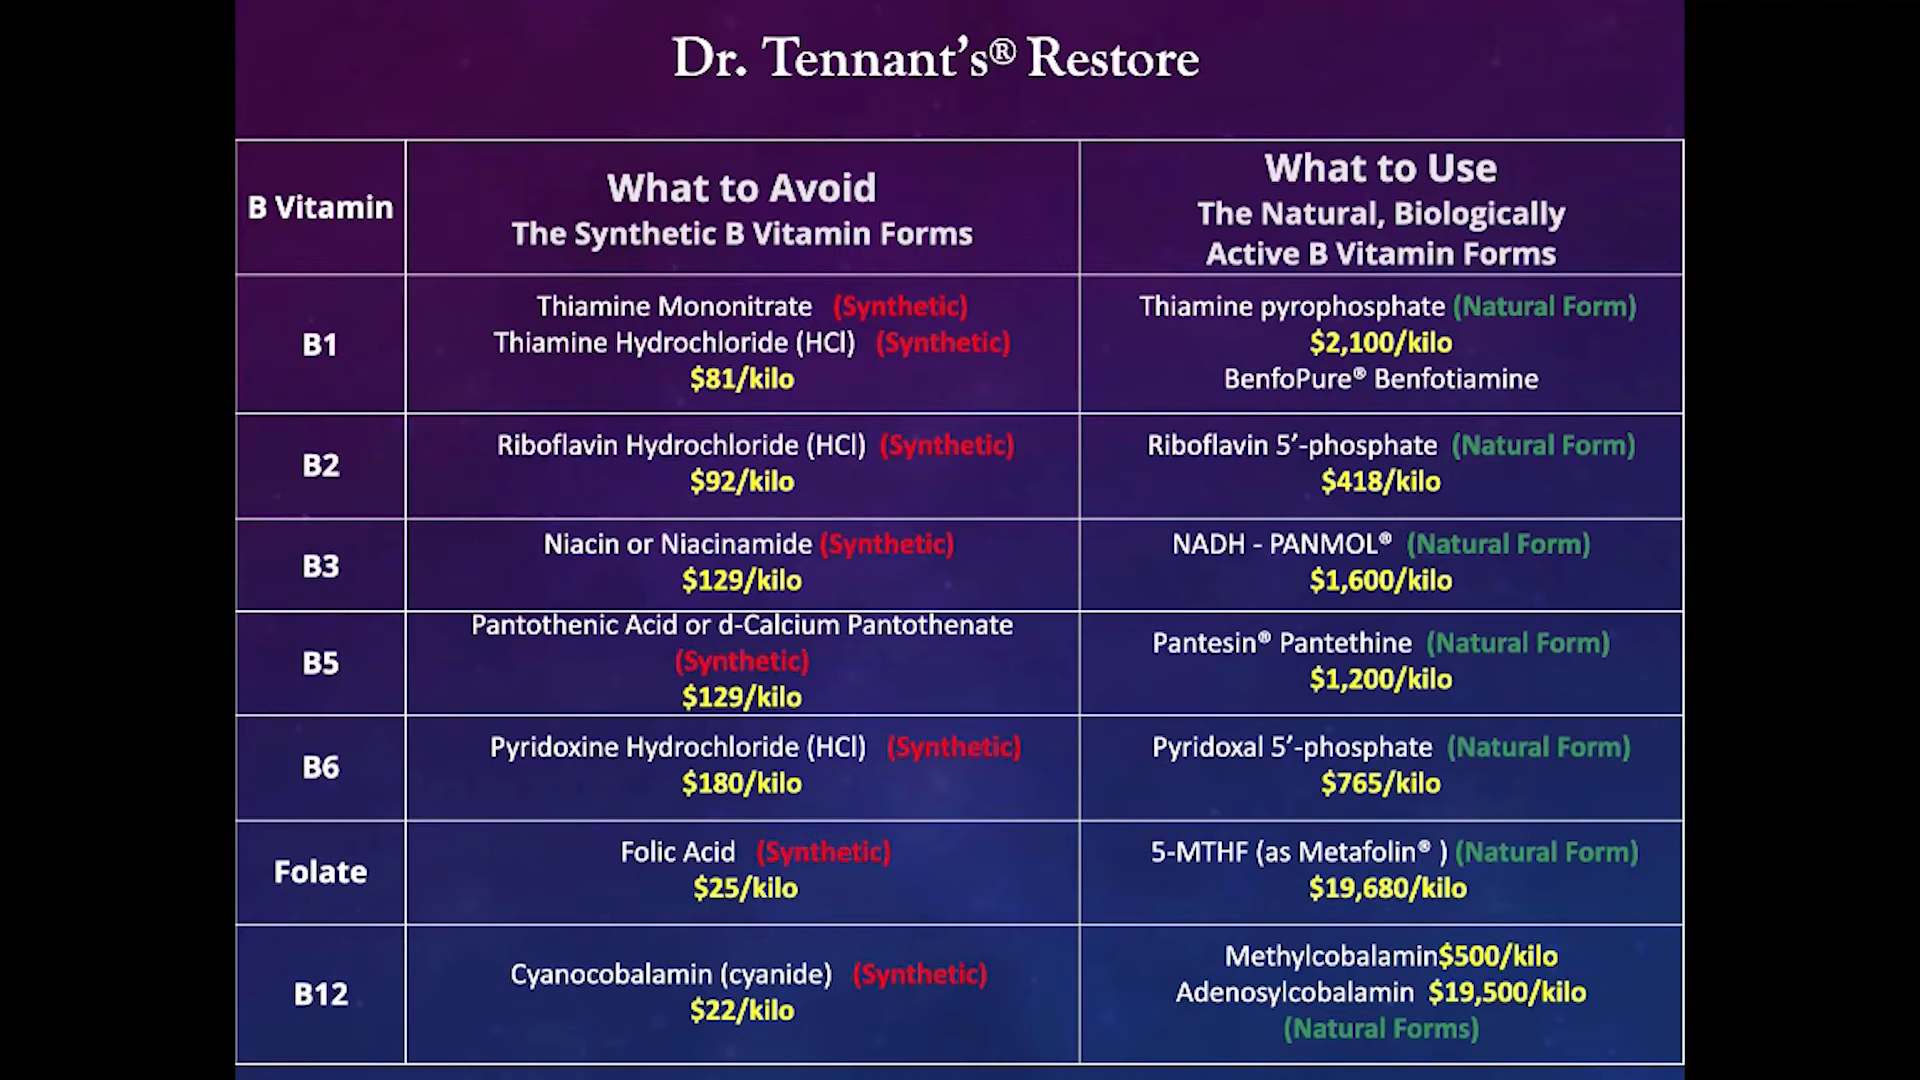 Dr. Tennant's® Restore
B Vitamin
What to Avoid
The Synthetic B Vitamin Forms
What to Use
The Natural, Biologically
Active B Vitamin Forms
B1
Thiamine Mononitrate (Synthetic)
Thiamine Hydrochloride (HCl) (Synthetic)
$81/kilo
Thiamine pyrophosphate (Natural Form)
$2,100/kilo
BenfoPure® Benfotiamine
B2
Riboflavin Hydrochloride (HCl) (Synthetic)
$92/kilo
Riboflavin 5’-phosphate (Natural Form)
$418/kilo
B3
Niacin or Niacinamide (Synthetic)
$129/kilo
NADH - PANMOL® (Natural Form)
$1,600/kilo
B5
Pantothenic Acid or d-Calcium Pantothenate
(Synthetic)
$129/kilo
Pantesin® Pantethine (Natural Form)
$1,200/kilo
B6
Pyridoxine Hydrochloride (HCl) (Synthetic)
$180/kilo
Pyridoxal 5’-phosphate (Natural Form)
$765/kilo
Folate
Folic Acid (Synthetic)
$25/kilo
5-MTHF (as Metafolin® ) (Natural Form)
$19,680/kilo
B12
Cyanocobalamin (cyanide) (Synthetic)
$22/kilo
Methylcobalamin$500/kilo
Adenosylcobalamin $19,500/kilo
(Natural Forms)